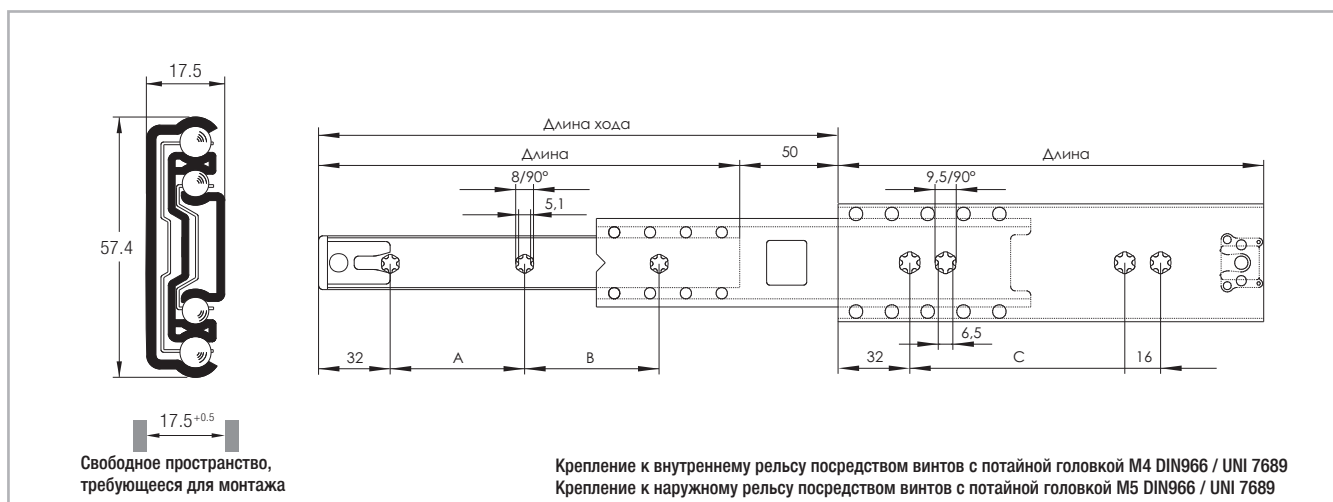 17.5
57.4
17.5+0.5
Свободное пространство,
требующееся для монтажа
Длина хода
Длина
50
Длина
8/90°
9,5/90°
5,1
6,5
32
A
B
32
C
16
Крепление к внутреннему рельсу посредством винтов с потайной головкой M4 DIN966 / UNI 7689
Крепление к наружному рельсу посредством винтов с потайной головкой M5 DIN966 / UNI 7689